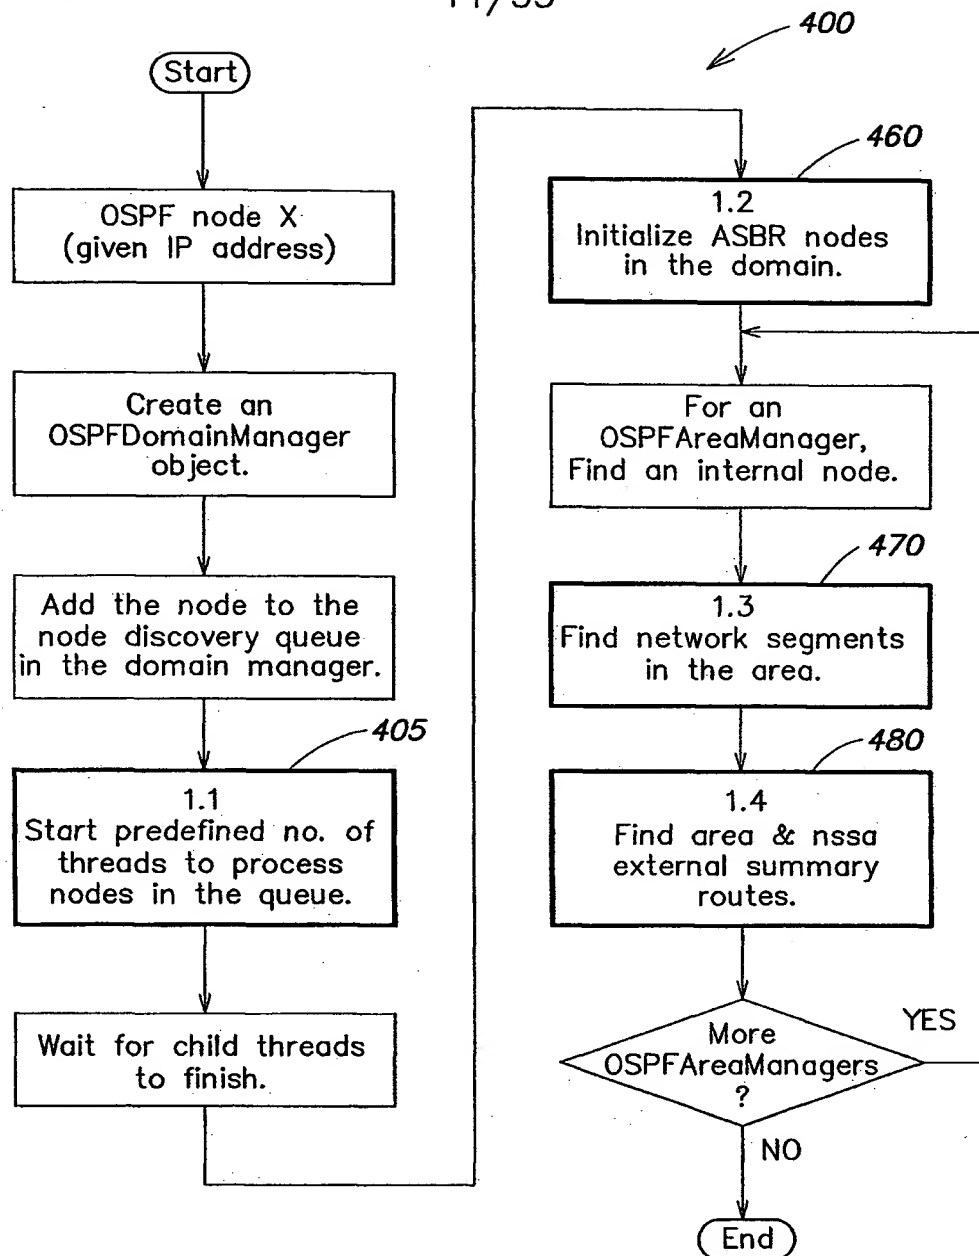 400
Start
OSPF node X
(given IP address)
Create an
OSPFDomainManager
object.
Add the node to the
node discovery queue
in the domain manager.
405
1.1
Start predefined no. of
threads to process
nodes in the queue.
Wait for child threads
to finish.
460
1.2
Initialize ASBR nodes
in the domain.
For an
OSPFAreaManager,
Find an internal node.
470
1.3
Find network segments
in the area.
480
1.4
Find area & nssa
external summary
routes.
More
OSPFAreaManagers
?
YES
NO
End